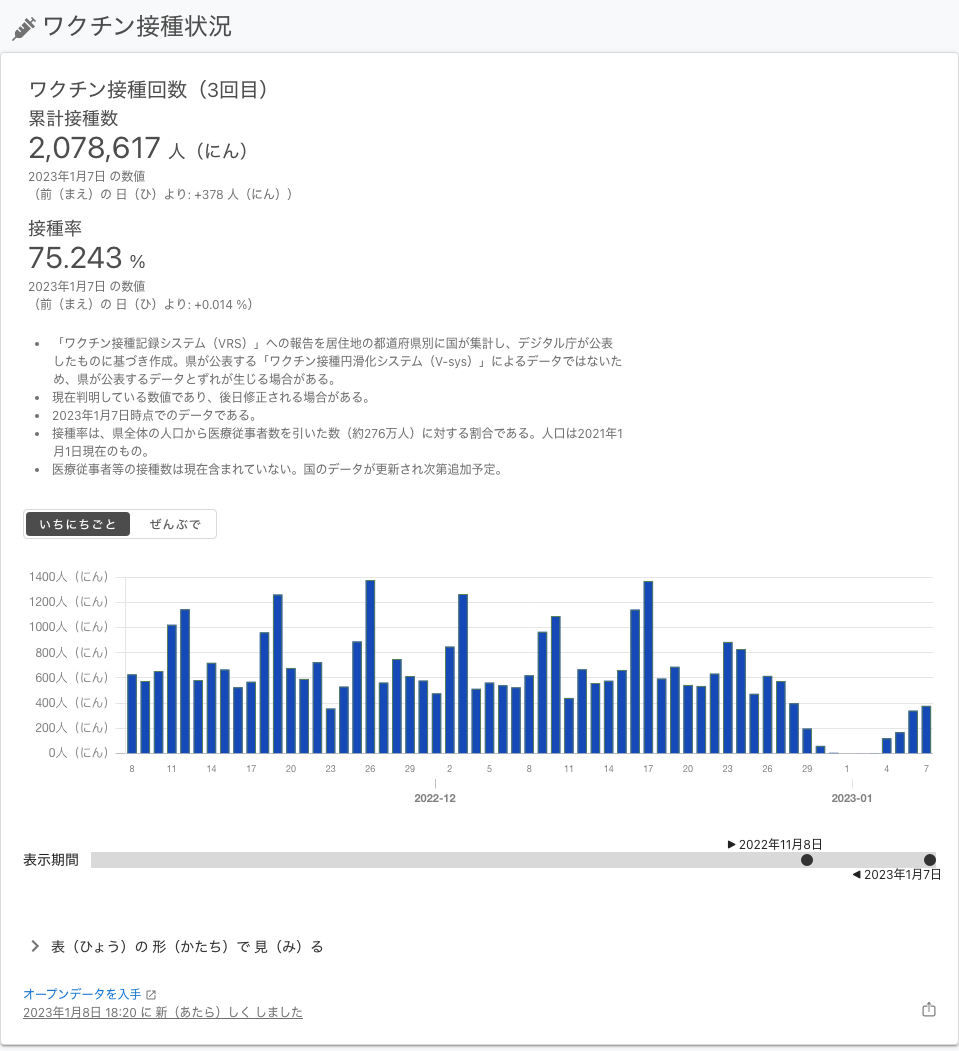 ワクチン接種状況
ワクチン接種回数（3回目）
累計接種数
2,078,617 人（にん）
2023年1月7日 の数値
（前（まえ）の 日（ひ）より: +378 人（にん））
接種率
75.243 %
2023年1月7日 の数値
（前（まえ）の 日（ひ）より: +0.014 %）
• 「ワクチン接種記録システム（VRS）」への報告を居住地の都道府県別に国が集計し、デジタル庁が公表
したものに基づき作成。県が公表する「ワクチン接種円滑化システム（V-sys）」によるデータではないた
め、県が公表するデータとずれが生じる場合がある。
• 現在判明している数値であり、後日修正される場合がある。
• 2023年1月7日時点でのデータである。
• 接種率は、県全体の人口から医療従事者数を引いた数（約276万人）に対する割合である。人口は2021年1
月1日現在のもの。
• 医療従事者等の接種数は現在含まれていない。国のデータが更新され次第追加予定。
いちにちごと ぜんぶで
1400人（にん）
1200人（にん）
1000人（にん）
800人（にん）
600人（にん）
400人（にん）
200人（にん）
0人（にん）
8 11 14 17 20 23 26 29 2 5 8 11 14 17 20 23 26 29 1 4 7
2022-12 2023-01
▶ 2022年11月8日
表示期間
◀ 2023年1月7日
表（ひょう）の 形（かたち）で 見（み）る
オープンデータを入手
2023年1月8日 18:20 に 新（あたら）しく しました